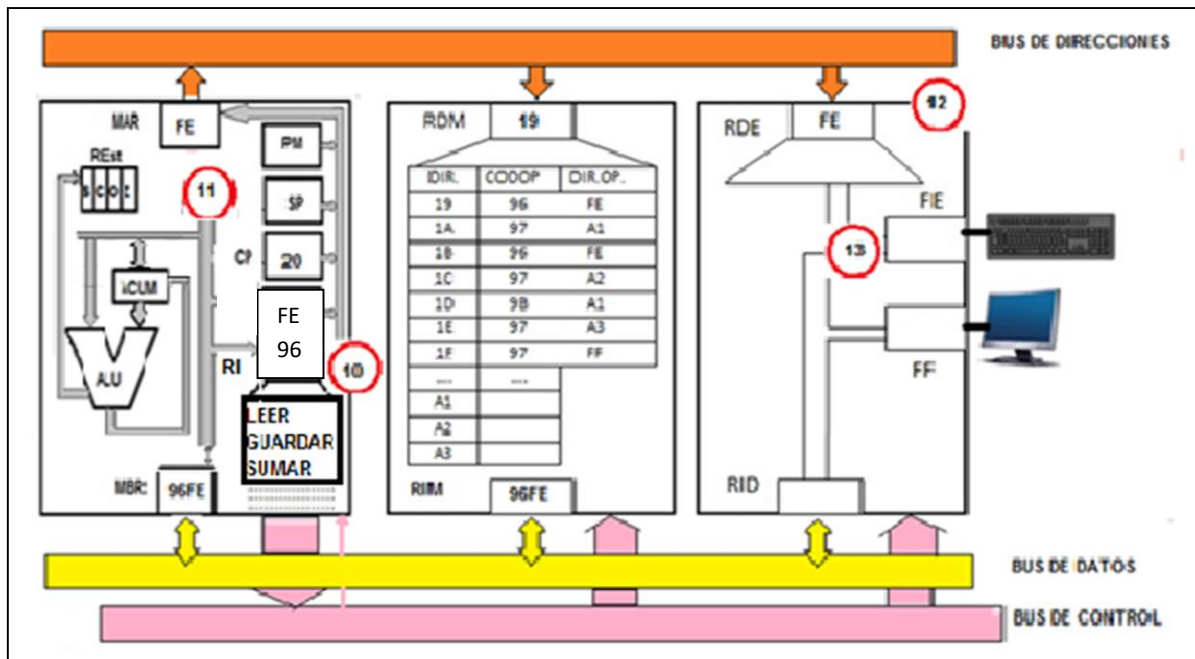 BUS DE DIRECCIONES
12
MAR
FE
RDM
19
RDE
FE
REst
PM
S C O Z
11
SP
CP
20
ACUM
ALU
RI
FE
96
10
LEER
GUARDAR
SUMAR
MBR:
96FE
DIR. CODOP DIR.OP.
19 96 FE
1A 97 A1
1B 96 FE
1C 97 A2
1D 9B A1
1E 97 A3
1F 97 FF
.... ....
A1
A2
A3
RIM
96FE
FIE
13
FF
RID
BUS DE DATOS
BUS DE CONTROL